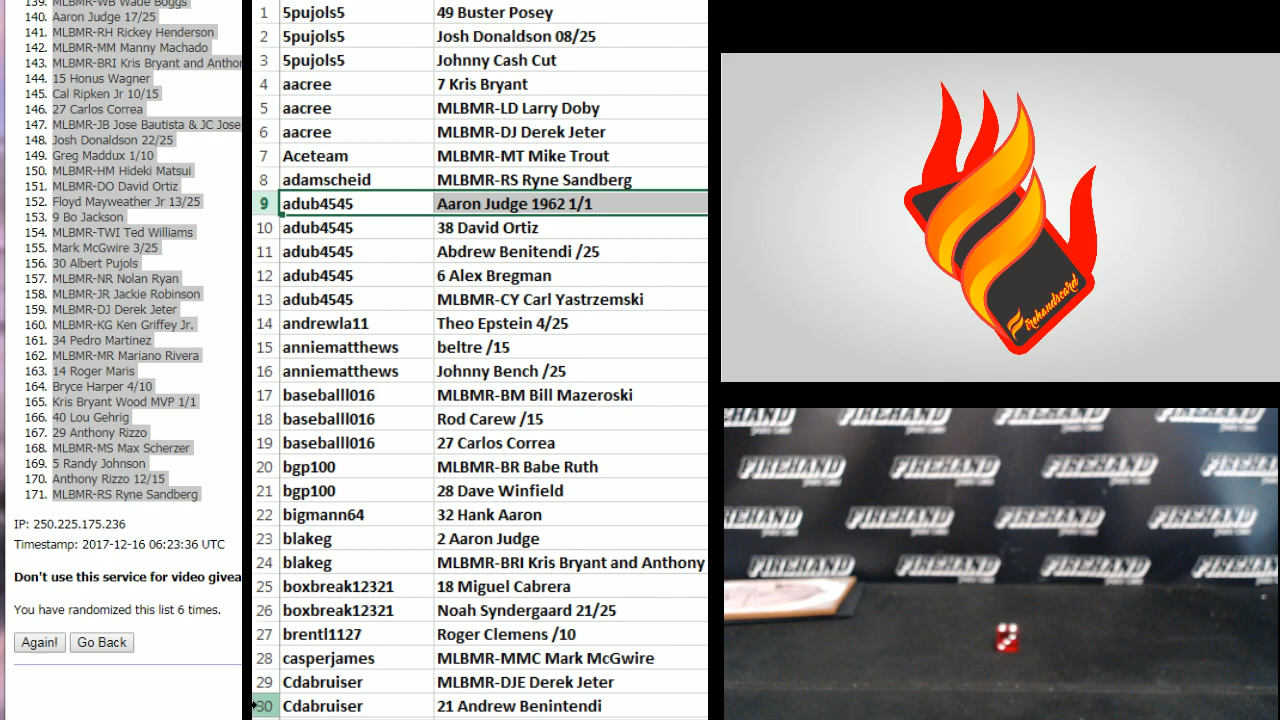 139. MLBMR-WB Wade Boggs
140. Aaron Judge 17/25
141. MLBMR-RH Rickey Henderson
142. MLBMR-MM Manny Machado
143. MLBMR-BRI Kris Bryant and Anthor
144. 15 Honus Wagner
145. Cal Ripken Jr 10/15
146. 27 Carlos Correa
147. MLBMR-JB Jose Bautista & JC Jose
148. Josh Donaldson 22/25
149. Greg Maddux 1/10
150. MLBMR-HM Hideki Matsui
151. MLBMR-DO David Ortiz
152. Floyd Mayweather Jr 13/25
153. 9 Bo Jackson
154. MLBMR-TWI Ted Williams
155. Mark McGwire 3/25
156. 30 Albert Pujols
157. MLBMR-NR Nolan Ryan
158. MLBMR-JR Jackie Robinson
159. MLBMR-DJ Derek Jeter
160. MLBMR-KG Ken Griffey Jr.
161. 34 Pedro Martinez
162. MLBMR-MR Mariano Rivera
163. 14 Roger Maris
164. Bryce Harper 4/10
165. Kris Bryant Wood MVP 1/1
166. 40 Lou Gehrig
167. 29 Anthony Rizzo
168. MLBMR-MS Max Scherzer
169. 5 Randy Johnson
170. Anthony Rizzo 12/15
171. MLBMR-RS Ryne Sandberg
IP: 250.225.175.236
Timestamp: 2017-12-16 06:23:36 UTC
Don't use this service for video givea
You have randomized this list 6 times.
Again! Go Back
1 5pujols5 49 Buster Posey
2 5pujols5 Josh Donaldson 08/25
3 5pujols5 Johnny Cash Cut
4 aacree 7 Kris Bryant
5 aacree MLBMR-LD Larry Doby
6 aacree MLBMR-DJ Derek Jeter
7 Aceteam MLBMR-MT Mike Trout
8 adamscheid MLBMR-RS Ryne Sandberg
9 adub4545 Aaron Judge 1962 1/1
10 adub4545 38 David Ortiz
11 adub4545 Abdrew Benitendi /25
12 adub4545 6 Alex Bregman
13 adub4545 MLBMR-CY Carl Yastrzemski
14 andrewla11 Theo Epstein 4/25
15 anniematthews beltre /15
16 anniematthews Johnny Bench /25
17 baseballl016 MLBMR-BM Bill Mazeroski
18 baseballl016 Rod Carew /15
19 baseballl016 27 Carlos Correa
20 bgp100 MLBMR-BR Babe Ruth
21 bgp100 28 Dave Winfield
22 bigmann64 32 Hank Aaron
23 blakeg 2 Aaron Judge
24 blakeg MLBMR-BRI Kris Bryant and Anthony
25 boxbreak12321 18 Miguel Cabrera
26 boxbreak12321 Noah Syndergaard 21/25
27 brentl1127 Roger Clemens /10
28 casperjames MLBMR-MMC Mark McGwire
29 Cdabruiser MLBMR-DJE Derek Jeter
30 Cdabruiser 21 Andrew Benintendi
Firehandscard
FIREHAND FIREHAND FIREHAND FIREHAND
FIREHAND FIREHAND FIREHAND FIREHAND
FIREHAND FIREHAND FIREHAND FIREHAND